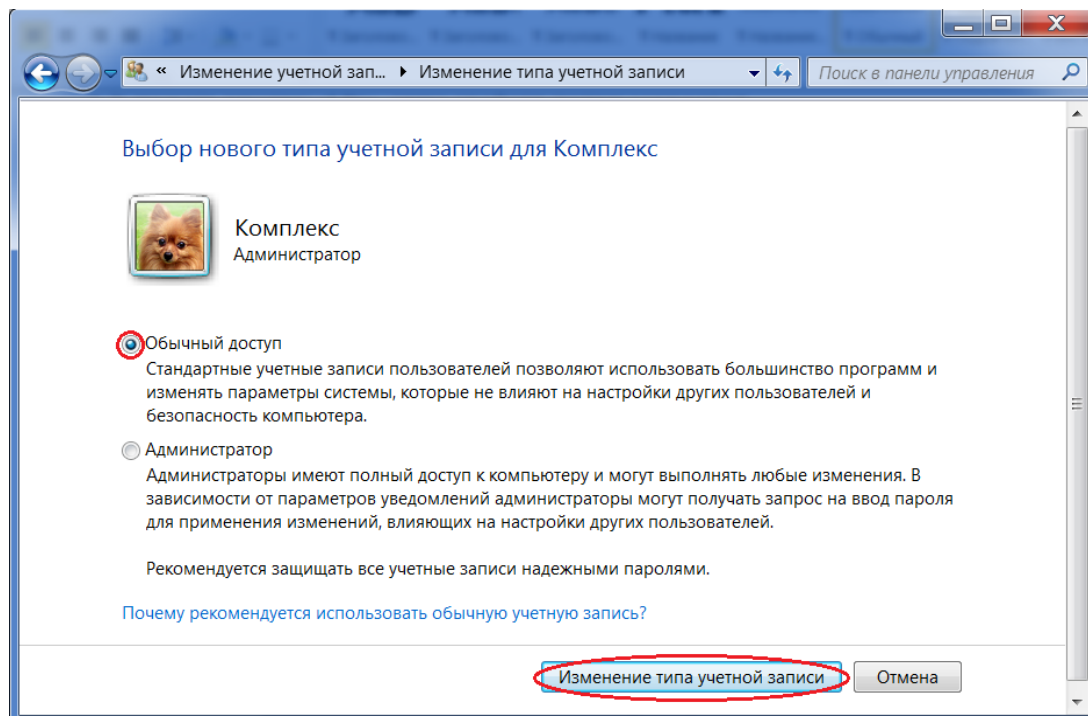 « Изменение учетной зап... Изменение типа учетной записи Поиск в панели управления
Выбор нового типа учетной записи для Комплекс
Комплекс
Администратор
Обычный доступ
Стандартные учетные записи пользователей позволяют использовать большинство программ и
изменять параметры системы, которые не влияют на настройки других пользователей и
безопасность компьютера.
Администратор
Администраторы имеют полный доступ к компьютеру и могут выполнять любые изменения. В
зависимости от параметров уведомлений администраторы могут получать запрос на ввод пароля
для применения изменений, влияющих на настройки других пользователей.
Рекомендуется защищать все учетные записи надежными паролями.
Почему рекомендуется использовать обычную учетную запись?
Изменение типа учетной записи Отмена